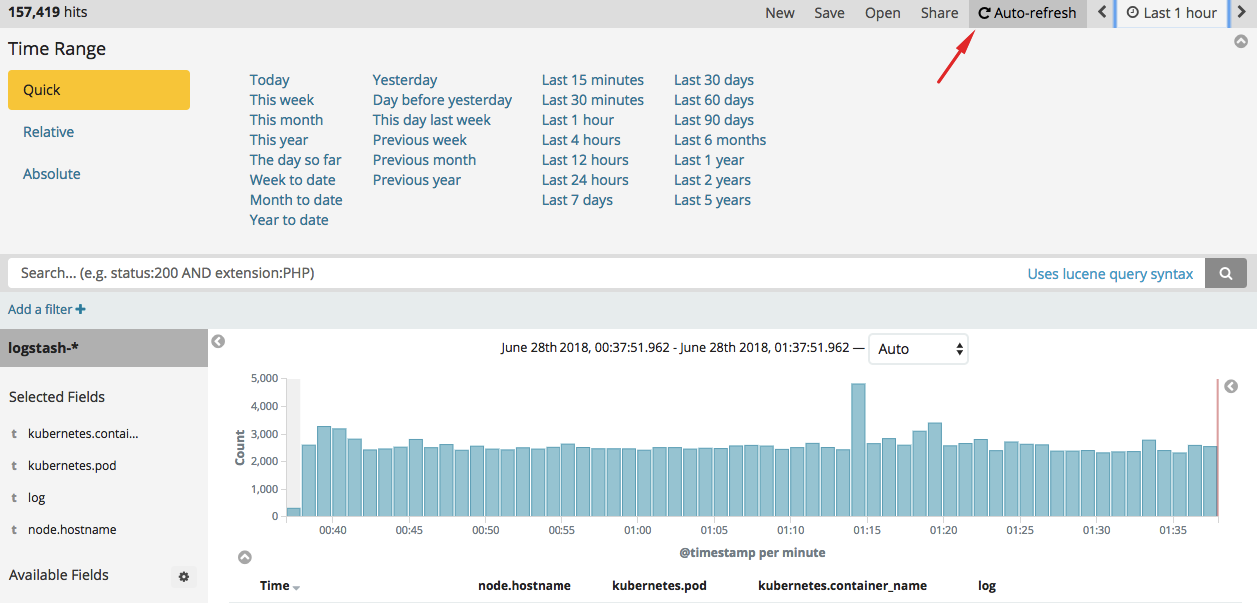 157,419 hits New Save Open Share Auto-refresh Last 1 hour
Time Range
Quick
Relative
Absolute
Today Yesterday Last 15 minutes Last 30 days
This week Day before yesterday Last 30 minutes Last 60 days
This month This day last week Last 1 hour Last 90 days
This year Previous week Last 4 hours Last 6 months
The day so far Previous month Last 12 hours Last 1 year
Week to date Previous year Last 24 hours Last 2 years
Month to date Last 7 days Last 5 years
Year to date
Search... (e.g. status:200 AND extension:PHP) Uses lucene query syntax
Add a filter +
logstash-*
Selected Fields
t kubernetes.contai...
t kubernetes.pod
t log
t node.hostname
Available Fields
June 28th 2018, 00:37:51.962 - June 28th 2018, 01:37:51.962 — Auto
Count
5,000
4,000
3,000
2,000
1,000
0
00:40 00:45 00:50 00:55 01:00 01:05 01:10 01:15 01:20 01:25 01:30 01:35
@timestamp per minute
Time node.hostname kubernetes.pod kubernetes.container_name log